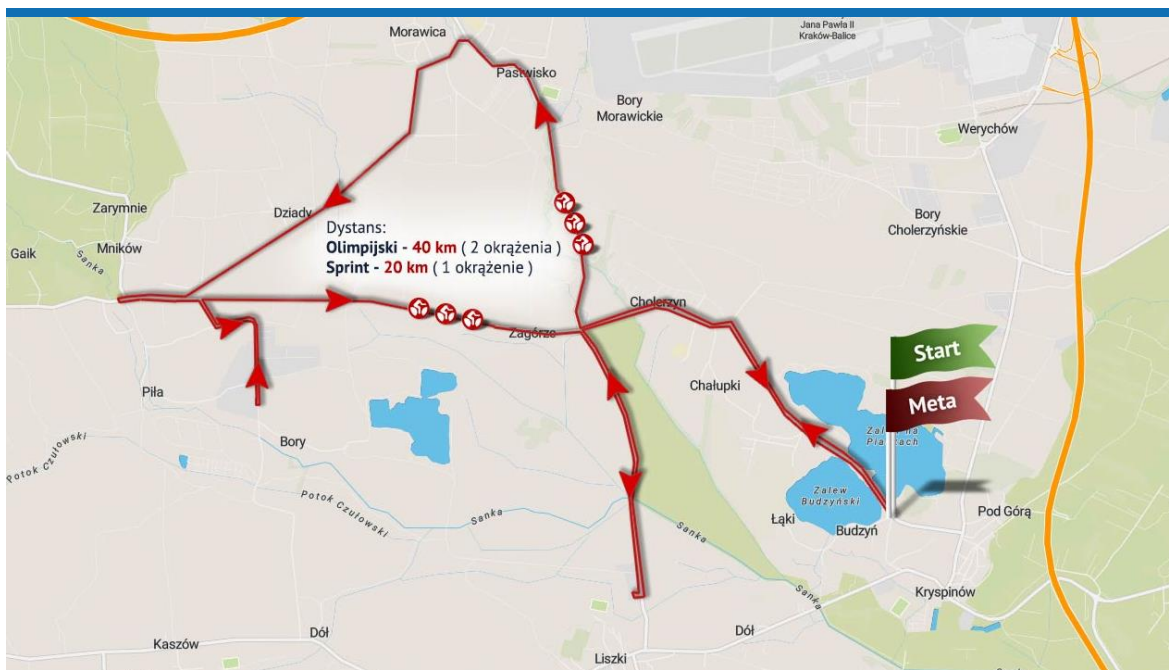 Jana Pawła II
Kraków-Balice
Morawica
Pastwisko
Bory
Morawickie
Werychów
Zarymnie
Dziady
Bory
Cholerzyńskie
Gaik
Mników
Sanka
Dystans:
Olimpijski - 40 km ( 2 okrążenia )
Sprint - 20 km ( 1 okrążenie )
Cholerzyn
Zagórze
Start
Chałupki
Piła
Meta
Bory
Potok Czułowski
Potok Czułowski
Sanka
Zalew
Budzyński
Łąki
Budzyń
Pod Górą
Sanka
Sanka
Kryspinów
Kaszów
Dół
Dół
Liszki